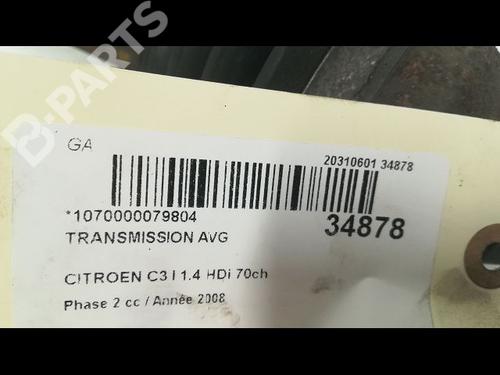 B-PARTS
GA
20310601 34878
*1070000079804
34878
TRANSMISSION AVG
CITROEN C3 I 1.4 HDi 70ch
Phase 2 cc / Année 2008